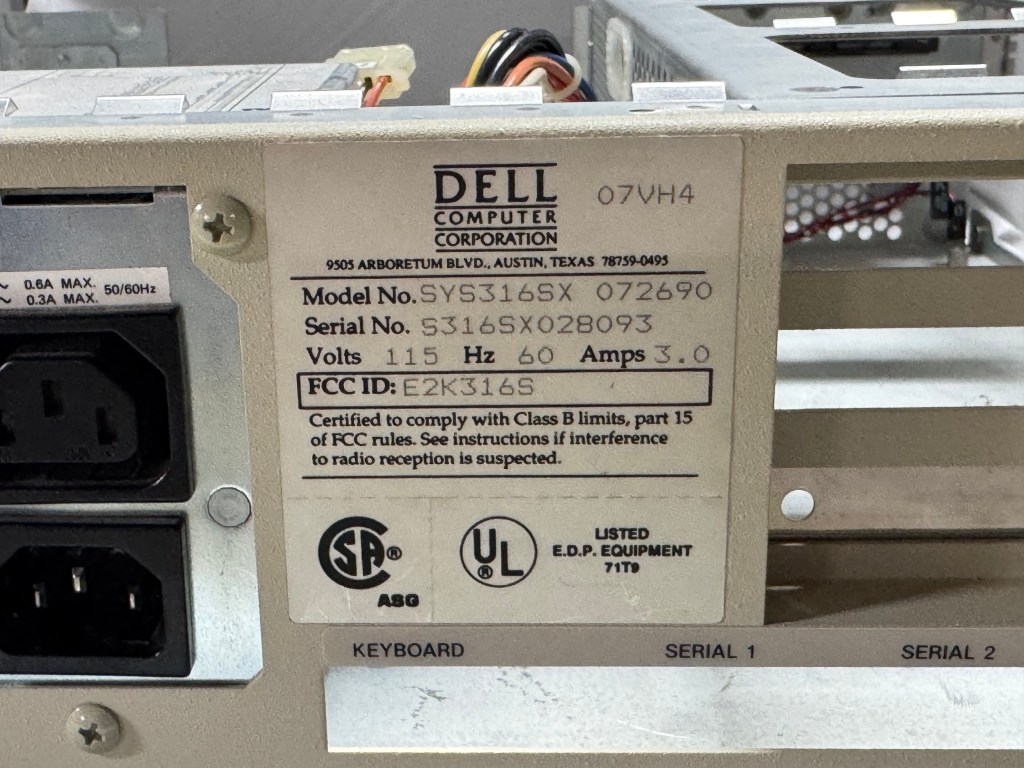 DELL
COMPUTER
CORPORATION
07VH4
9505 ARBORETUM BLVD., AUSTIN, TEXAS 78759-0495
Model No. SYS316SX 072690
Serial No. S316SX028093
Volts 115 Hz 60 Amps 3.0
FCC ID: E2K316S
Certified to comply with Class B limits, part 15
of FCC rules. See instructions if interference
to radio reception is suspected.
SA®
ASG
UL®
LISTED
E.D.P. EQUIPMENT
71T9
~ 0.6A MAX. 50/60Hz
~ 0.3A MAX.
KEYBOARD SERIAL 1 SERIAL 2